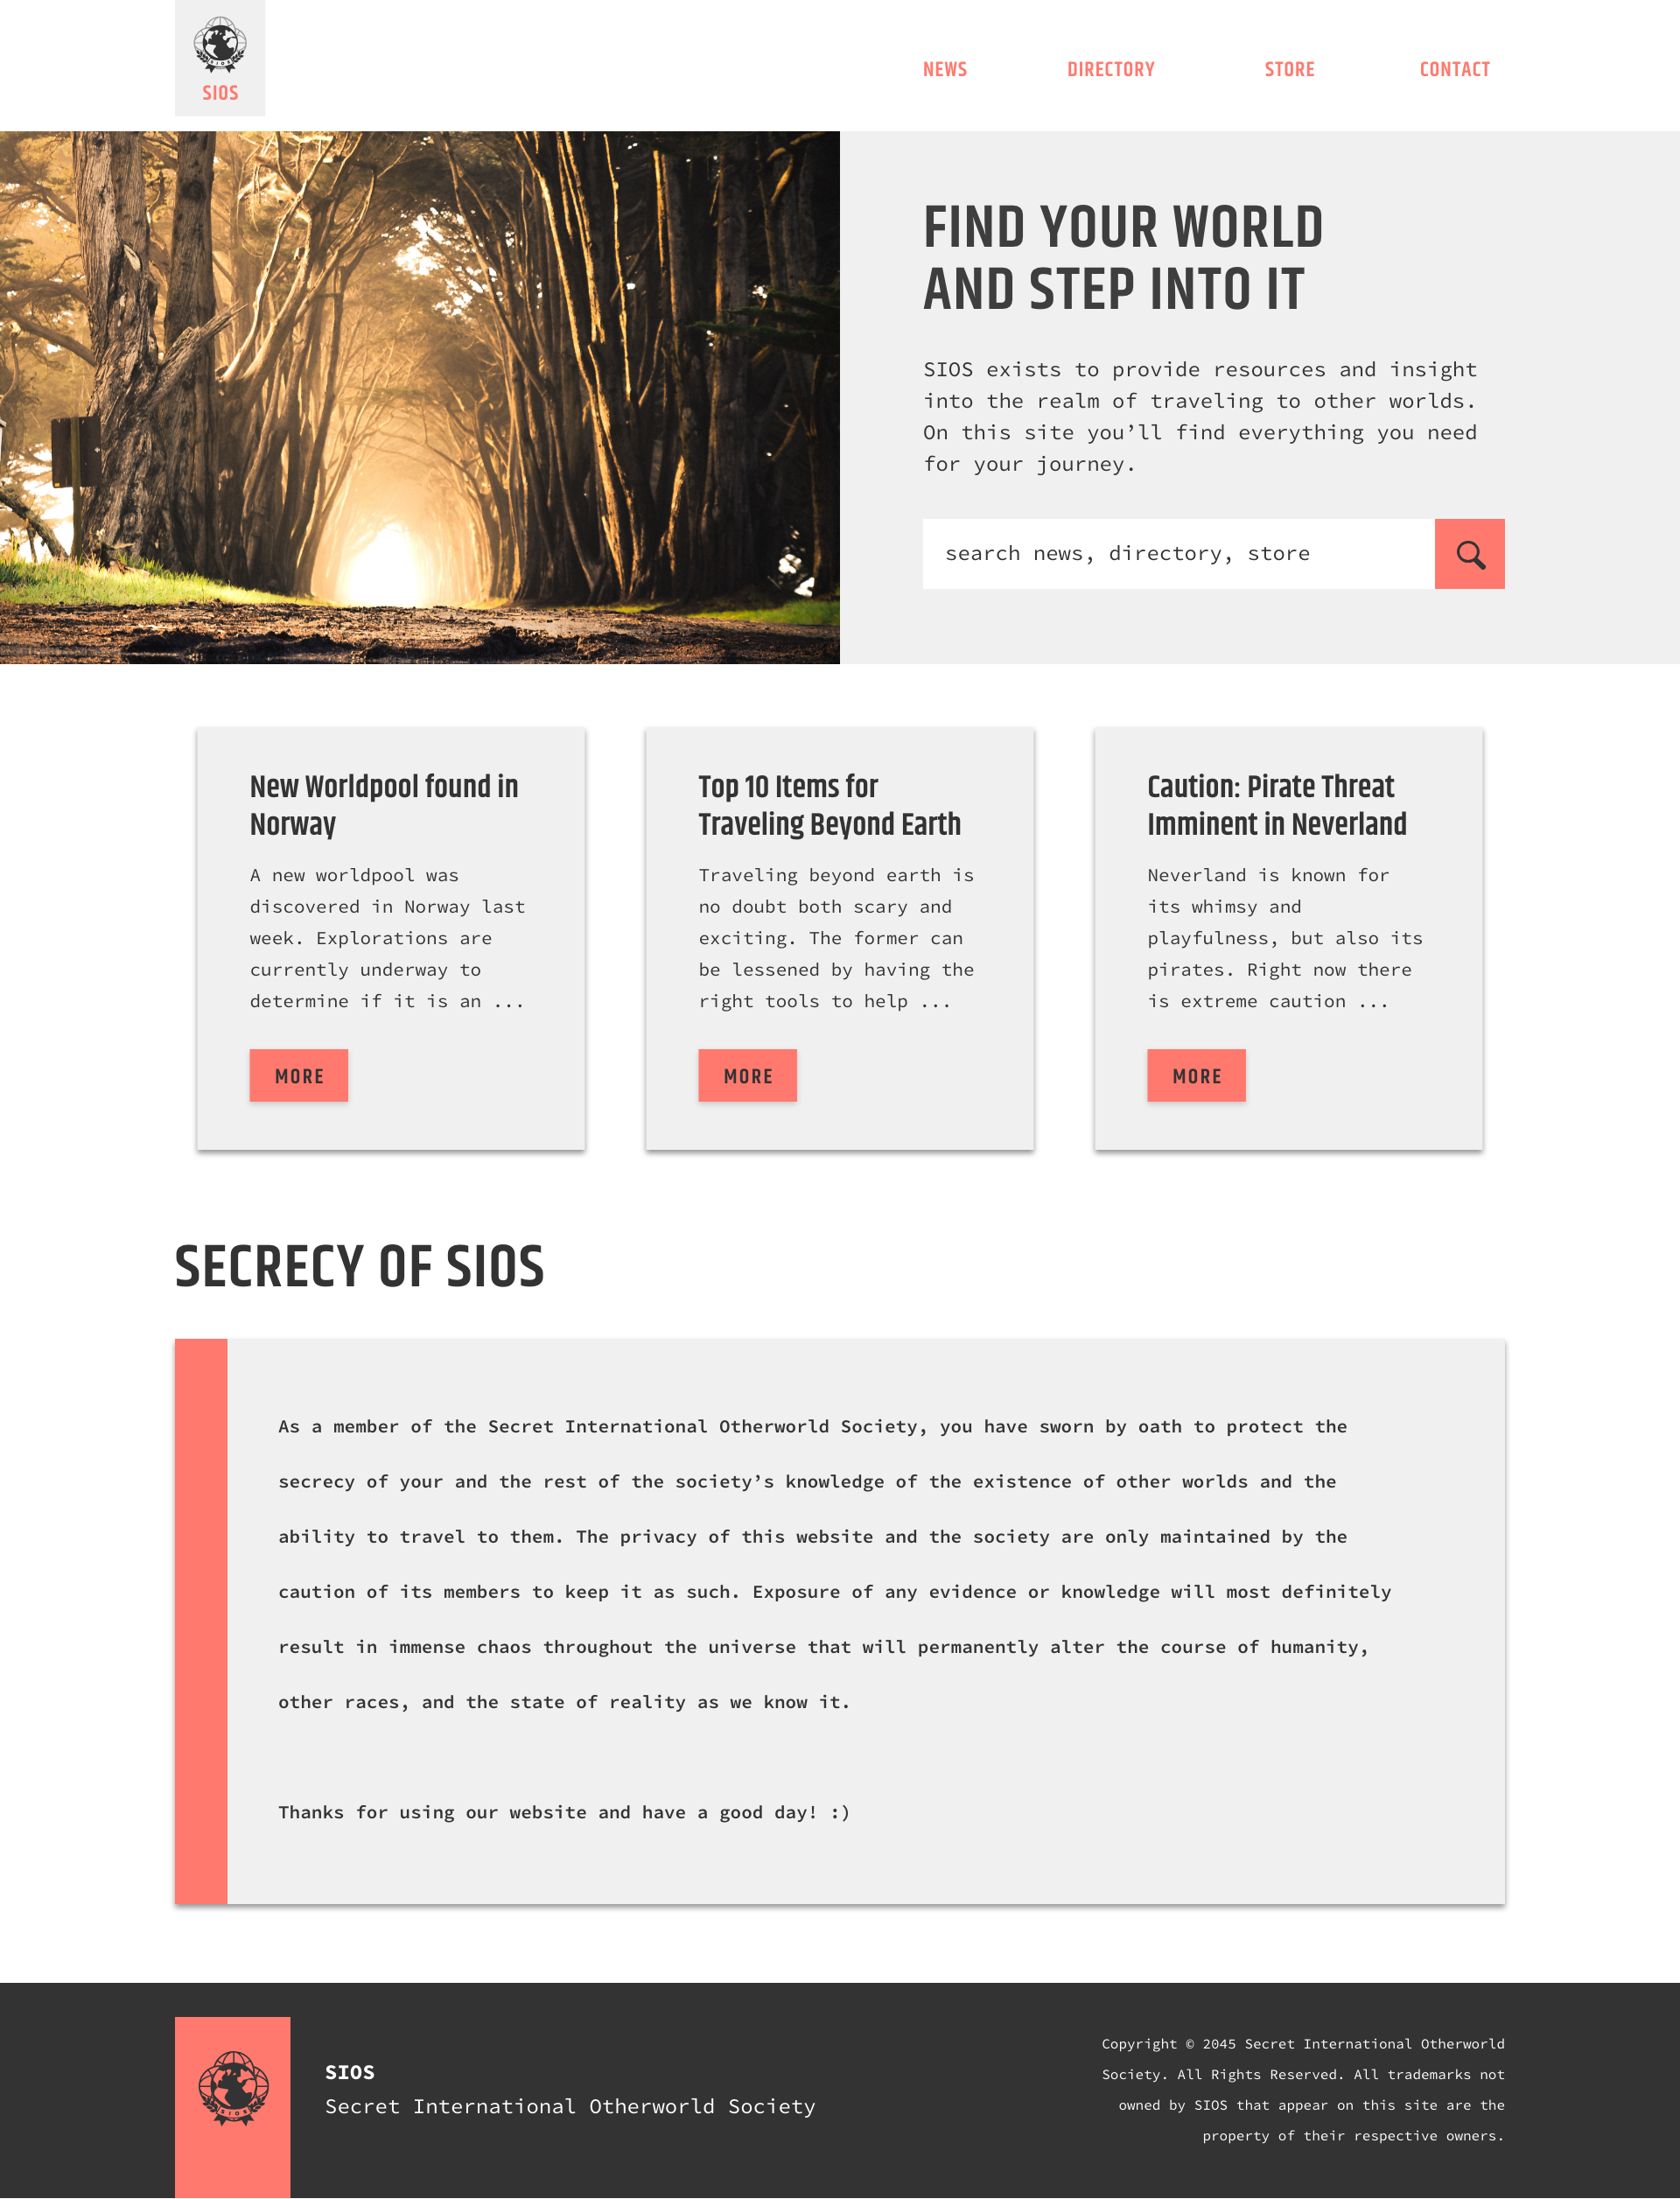 SIOS
NEWS DIRECTORY STORE CONTACT
FIND YOUR WORLD
AND STEP INTO IT
SIOS exists to provide resources and insight
into the realm of traveling to other worlds.
On this site you’ll find everything you need
for your journey.
search news, directory, store
New Worldpool found in
Norway
A new worldpool was
discovered in Norway last
week. Explorations are
currently underway to
determine if it is an ...
MORE
Top 10 Items for
Traveling Beyond Earth
Traveling beyond earth is
no doubt both scary and
exciting. The former can
be lessened by having the
right tools to help ...
MORE
Caution: Pirate Threat
Imminent in Neverland
Neverland is known for
its whimsy and
playfulness, but also its
pirates. Right now there
is extreme caution ...
MORE
SECRECY OF SIOS
As a member of the Secret International Otherworld Society, you have sworn by oath to protect the
secrecy of your and the rest of the society’s knowledge of the existence of other worlds and the
ability to travel to them. The privacy of this website and the society are only maintained by the
caution of its members to keep it as such. Exposure of any evidence or knowledge will most definitely
result in immense chaos throughout the universe that will permanently alter the course of humanity,
other races, and the state of reality as we know it.
Thanks for using our website and have a good day! :)
SIOS
SIOS
Secret International Otherworld Society
Copyright © 2045 Secret International Otherworld
Society. All Rights Reserved. All trademarks not
owned by SIOS that appear on this site are the
property of their respective owners.